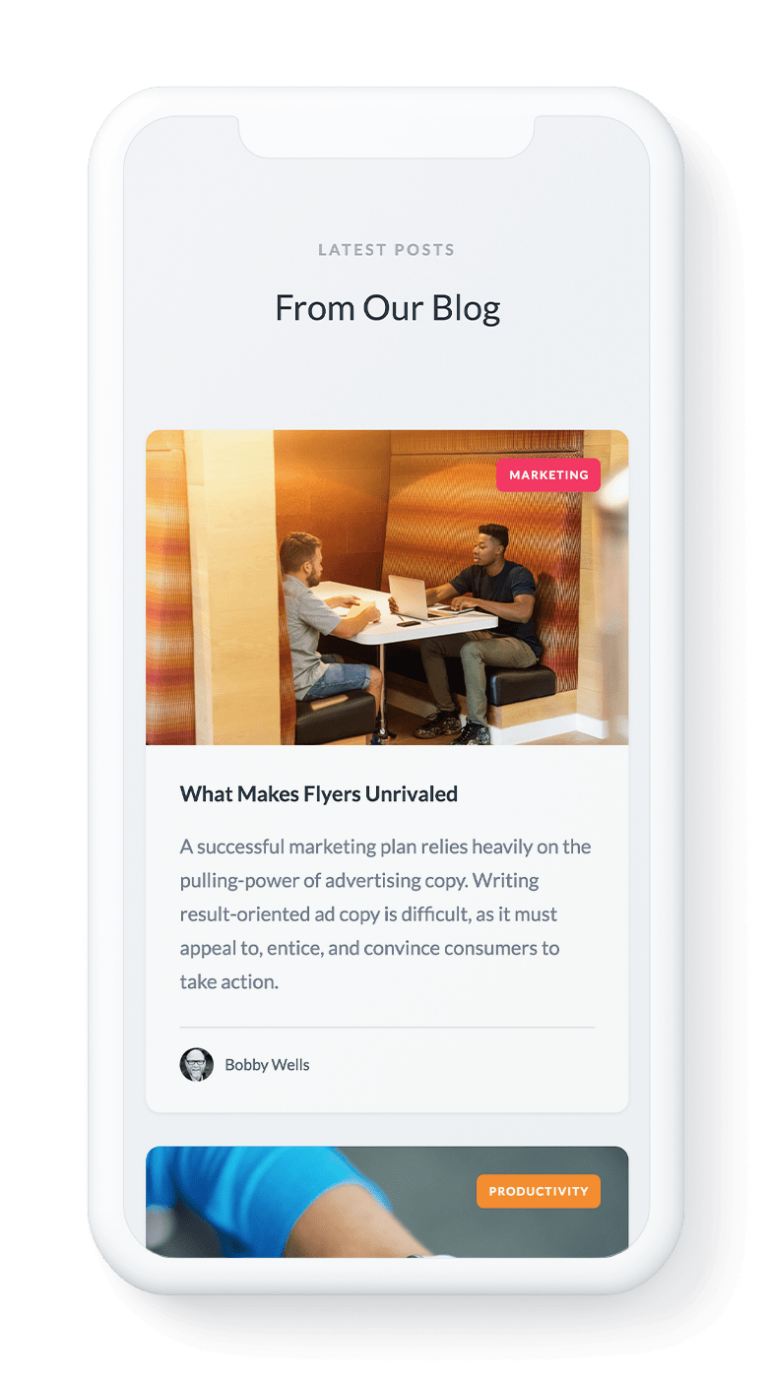 LATEST POSTS
From Our Blog
MARKETING
What Makes Flyers Unrivaled
A successful marketing plan relies heavily on the
pulling-power of advertising copy. Writing
result-oriented ad copy is difficult, as it must
appeal to, entice, and convince consumers to
take action.
Bobby Wells
PRODUCTIVITY